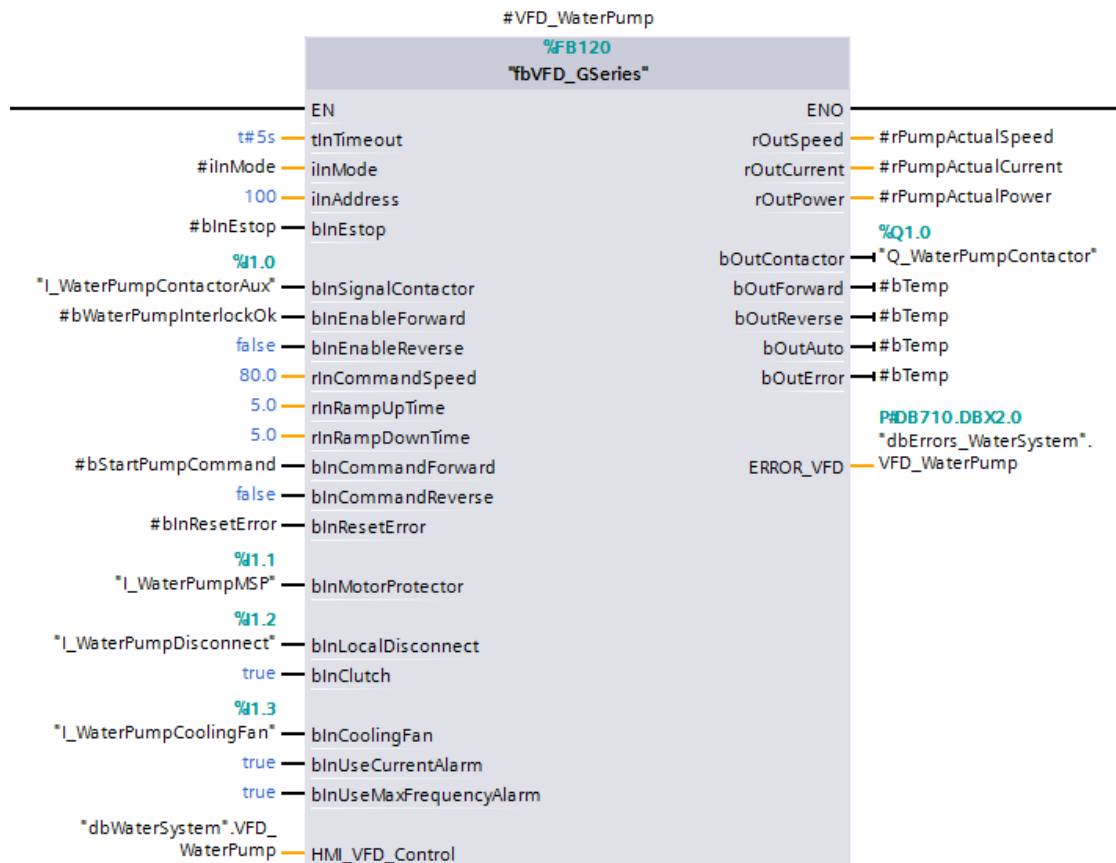 #VFD_WaterPump
%FB120
"fbVFD_GSeries"
EN ENO
t#5s tInTimeout rOutSpeed #rPumpActualSpeed
#iInMode iInMode rOutCurrent #rPumpActualCurrent
100 iInAddress rOutPower #rPumpActualPower
#bInEstop bInEstop
%Q1.0
bOutContactor "Q_WaterPumpContactor"
%I1.0
"I_WaterPumpContactorAux" bInSignalContactor bOutForward #bTemp
#bWaterPumpInterlockOk bInEnableForward bOutReverse #bTemp
false bInEnableReverse bOutAuto #bTemp
80.0 rInCommandSpeed bOutError #bTemp
5.0 rInRampUpTime
5.0 rInRampDownTime
P#DB710.DBX2.0
"dbErrors_WaterSystem".
#bStartPumpCommand bInCommandForward ERROR_VFD VFD_WaterPump
false bInCommandReverse
#bInResetError bInResetError
%I1.1
"I_WaterPumpMSP" bInMotorProtector
%I1.2
"I_WaterPumpDisconnect" bInLocalDisconnect
true bInClutch
%I1.3
"I_WaterPumpCoolingFan" bInCoolingFan
true bInUseCurrentAlarm
true bInUseMaxFrequencyAlarm
"dbWaterSystem".VFD_
WaterPump HMI_VFD_Control